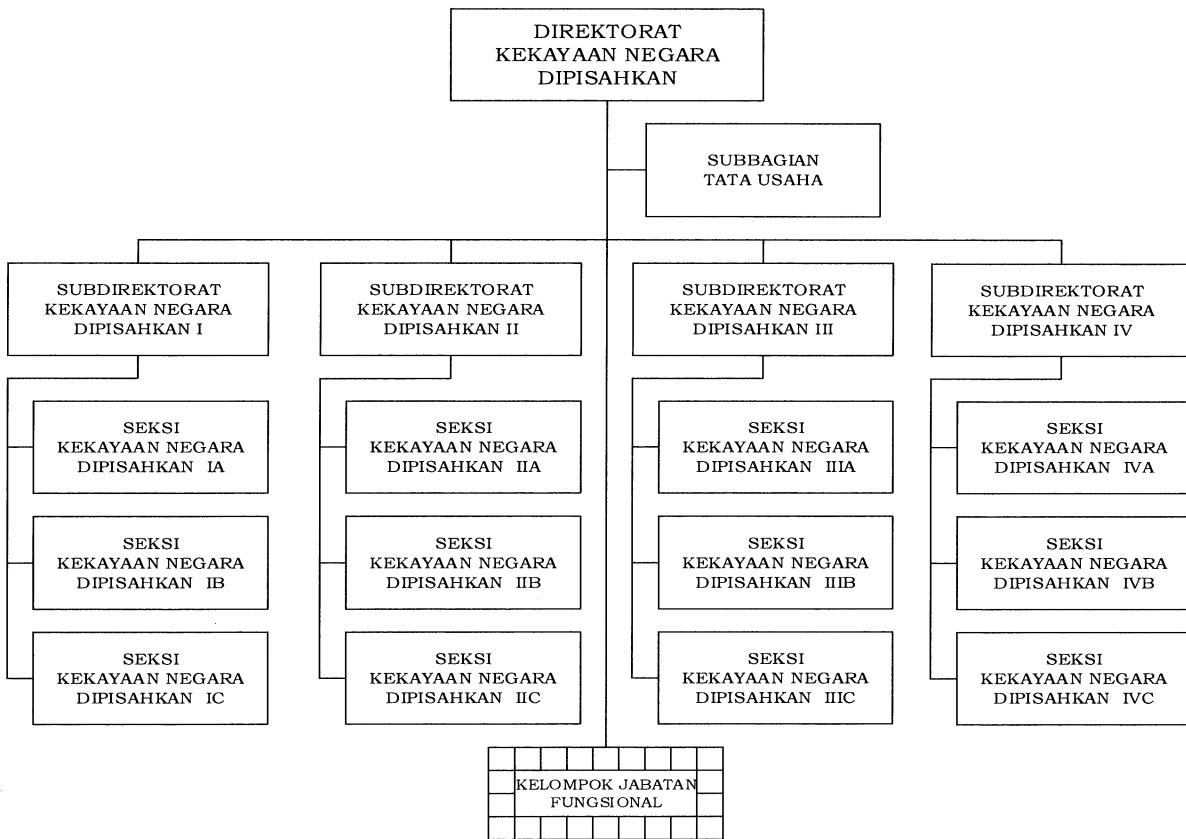 DIREKTORAT
KEKAYAAN NEGARA
DIPISAHKAN
SUBBAGIAN
TATA USAHA
SUBDIREKTORAT
KEKAYAAN NEGARA
DIPISAHKAN I
SUBDIREKTORAT
KEKAYAAN NEGARA
DIPISAHKAN II
SUBDIREKTORAT
KEKAYAAN NEGARA
DIPISAHKAN III
SUBDIREKTORAT
KEKAYAAN NEGARA
DIPISAHKAN IV
SEKSI
KEKAYAAN NEGARA
DIPISAHKAN IA
SEKSI
KEKAYAAN NEGARA
DIPISAHKAN IIA
SEKSI
KEKAYAAN NEGARA
DIPISAHKAN IIIA
SEKSI
KEKAYAAN NEGARA
DIPISAHKAN IVA
SEKSI
KEKAYAAN NEGARA
DIPISAHKAN IB
SEKSI
KEKAYAAN NEGARA
DIPISAHKAN IIB
SEKSI
KEKAYAAN NEGARA
DIPISAHKAN IIIB
SEKSI
KEKAYAAN NEGARA
DIPISAHKAN IVB
SEKSI
KEKAYAAN NEGARA
DIPISAHKAN IC
SEKSI
KEKAYAAN NEGARA
DIPISAHKAN IIC
SEKSI
KEKAYAAN NEGARA
DIPISAHKAN IIIC
SEKSI
KEKAYAAN NEGARA
DIPISAHKAN IVC
KELOMPOK JABATAN
FUNGSIONAL